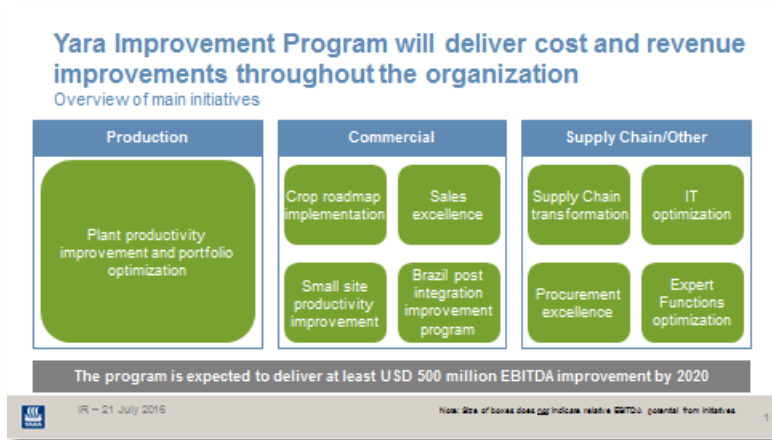 Yara Improvement Program will deliver cost and revenue
improvements throughout the organization
Overview of main initiatives
Production
Plant productivity
improvement and portfolio
optimization
Commercial
Crop roadmap
implementation
Sales
excellence
Small site
productivity
improvement
Brazil post
integration
improvement
program
Supply Chain/Other
Supply Chain
transformation
IT
optimization
Procurement
excellence
Expert
Functions
optimization
The program is expected to deliver at least USD 500 million EBITDA improvement by 2020
YARA
IR – 21 July 2016
Note: Size of boxes does not indicate relative EBITDA potential from initiatives
1